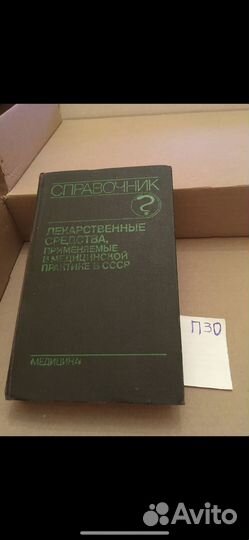 СПРАВОЧНИК
?
ЛЕКАРСТВЕННЫЕ
СРЕДСТВА,
ПРИМЕНЯЕМЫЕ
В МЕДИЦИНСКОЙ
ПРАКТИКЕ В СССР
МЕДИЦИНА
П30
Avito